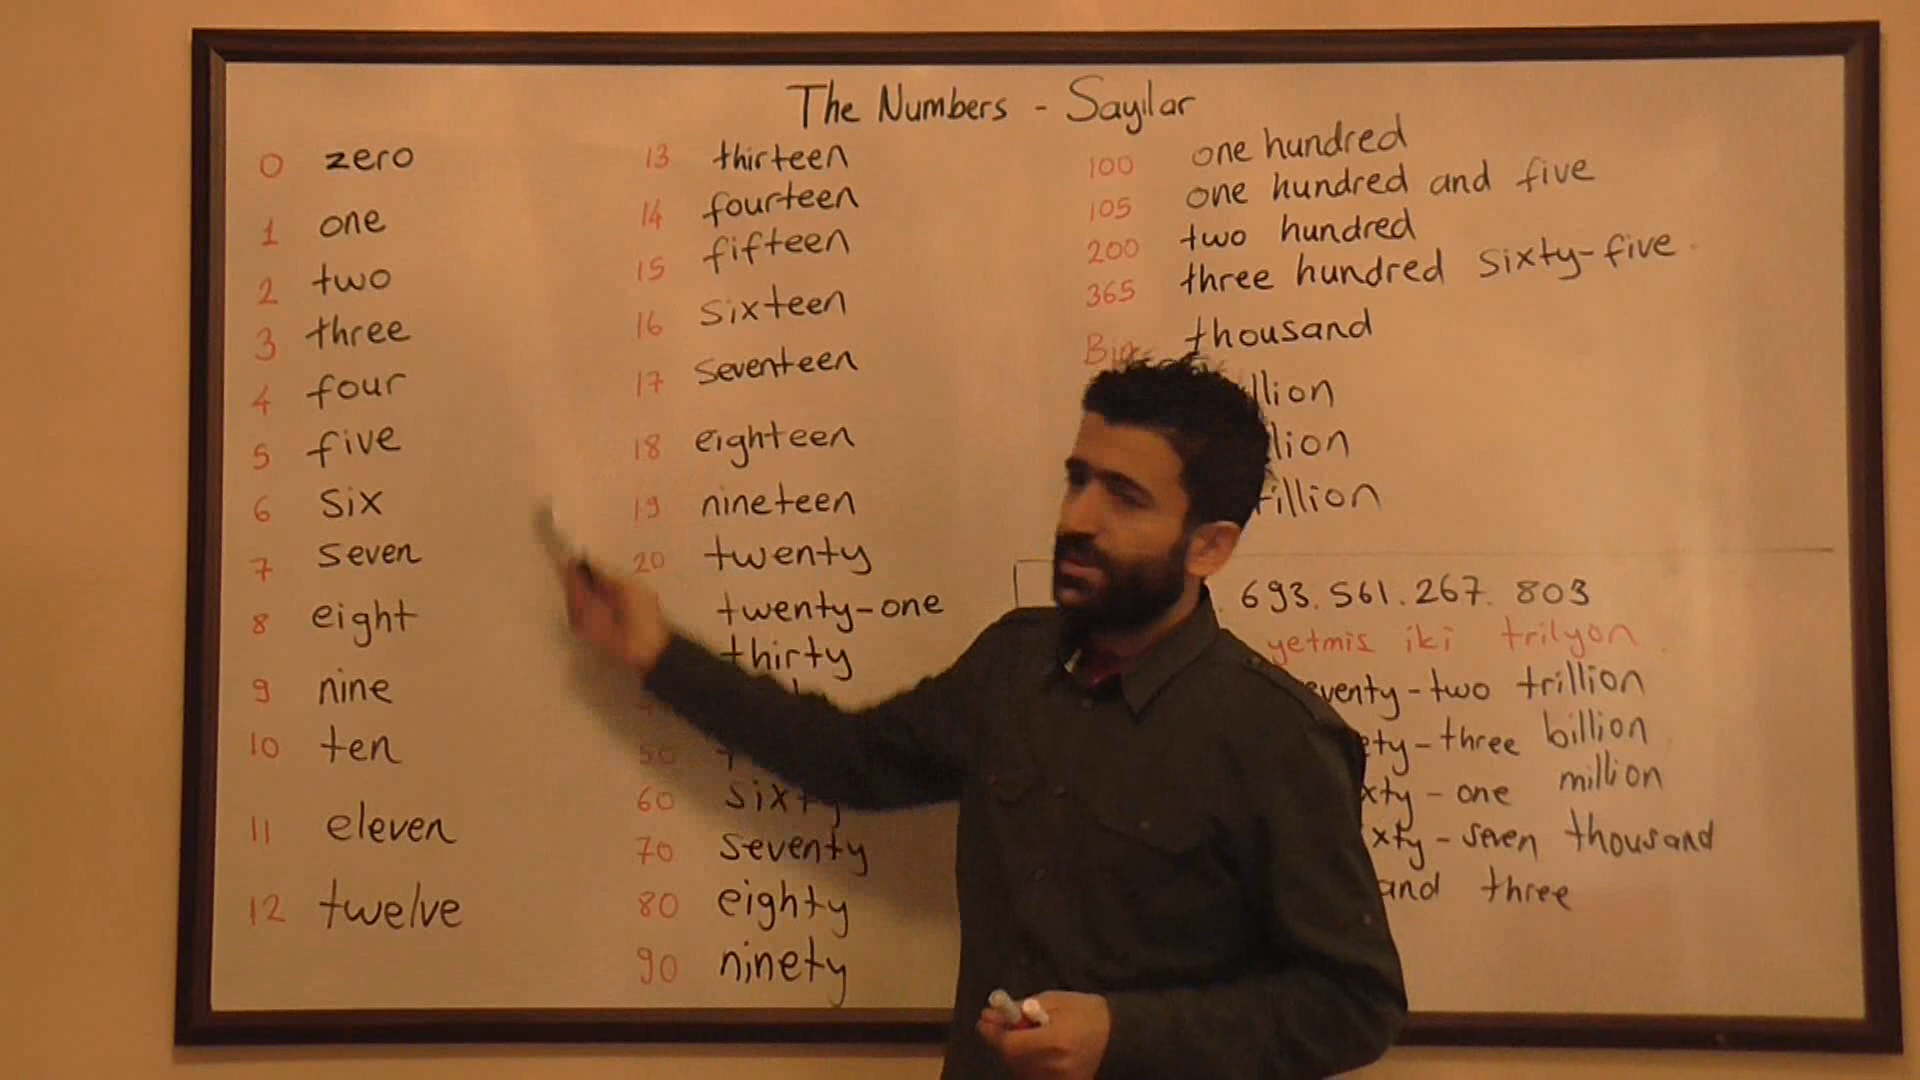 The Numbers - Sayılar
0 zero
1 one
2 two
3 three
4 four
5 five
6 six
7 seven
8 eight
9 nine
10 ten
11 eleven
12 twelve
13 thirteen
14 fourteen
15 fifteen
16 sixteen
17 seventeen
18 eighteen
19 nineteen
20 twenty
twenty-one
thirty
50
60 sixty
70 seventy
80 eighty
90 ninety
100 one hundred
105 one hundred and five
200 two hundred
365 three hundred sixty-five
Bin thousand
llion
lion
rillion
693.561.267.803
yetmis iki trilyon
venty-two trillion
ety-three billion
xty-one million
xty-seven thousand
and three